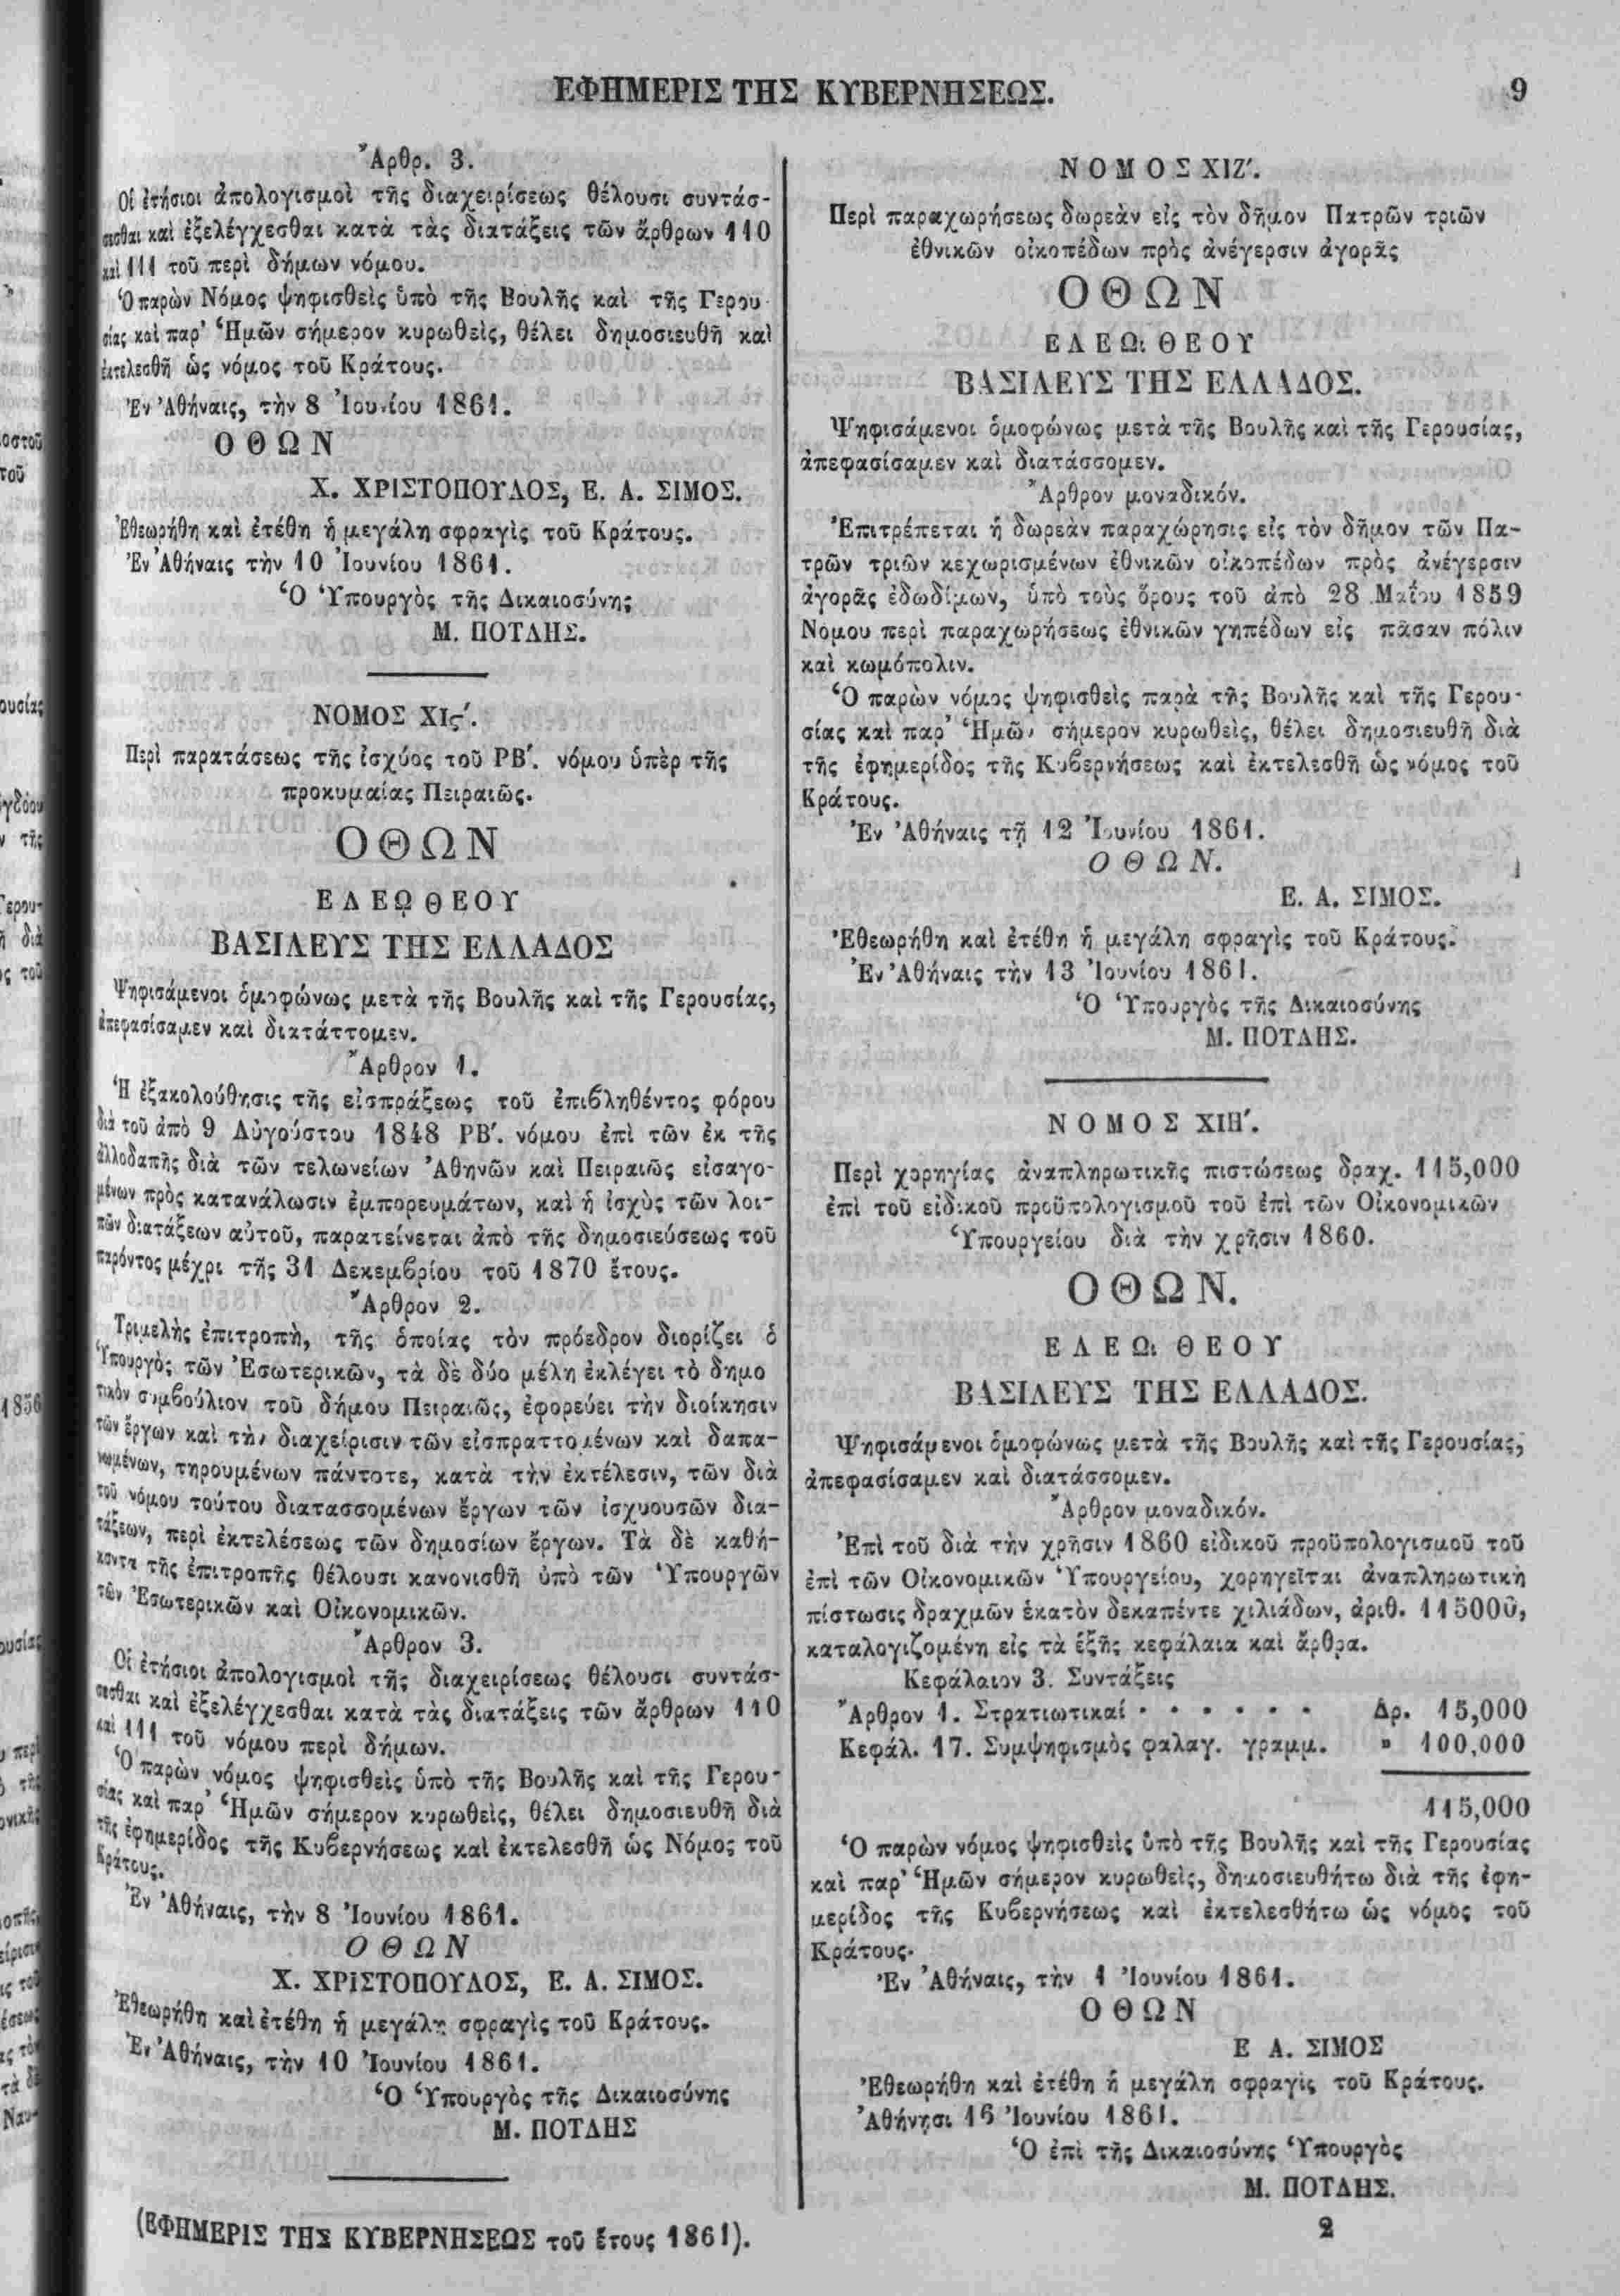 ΕΦΗΜΕΡΙΣ ΤΗΣ ΚΥΒΕΡΝΗΣΕΩΣ.
9
Ἄρθρ. 3.
Οἱ ἐτήσιοι ἀπολογισμοὶ τῆς διαχειρίσεως θέλουσι συντάσ-
σεσθαι καὶ ἐξελέγχεσθαι κατὰ τὰς διατάξεις τῶν ἄρθρων 110
καὶ 111 τοῦ περὶ δήμων νόμου.
Ὁ παρὼν Νόμος ψηφισθεὶς ὑπὸ τῆς Βουλῆς καὶ τῆς Γερου-
σίας καὶ παρ' Ἡμῶν σήμερον κυρωθεὶς, θέλει δημοσιευθῆ καὶ
ἐκτελεσθῆ ὡς νόμος τοῦ Κράτους.
Ἐν Ἀθήναις, τὴν 8 Ἰουνίου 1861.
ΟΘΩΝ
Χ. ΧΡΙΣΤΟΠΟΥΛΟΣ, Ε. Α. ΣΙΜΟΣ.
Ἐθεωρήθη καὶ ἐτέθη ἡ μεγάλη σφραγὶς τοῦ Κράτους.
Ἐν Ἀθήναις τὴν 10 Ἰουνίου 1861.
Ὁ Ὑπουργὸς τῆς Δικαιοσύνης
Μ. ΠΟΤΛΗΣ.
ΝΟΜΟΣ ΧΙϛ'.
Περὶ παρατάσεως τῆς ἰσχύος τοῦ ΡΒ'. νόμου ὑπὲρ τῆς
προκυμαίας Πειραιῶς.
ΟΘΩΝ
ΕΛΕῼ ΘΕΟΥ
ΒΑΣΙΛΕΥΣ ΤΗΣ ΕΛΛΑΔΟΣ
Ψηφισάμενοι ὁμοφώνως μετὰ τῆς Βουλῆς καὶ τῆς Γερουσίας,
ἀπεφασίσαμεν καὶ διατάττομεν.
Ἄρθρον 1.
Ἡ ἐξακολούθησις τῆς εἰσπράξεως τοῦ ἐπιβληθέντος φόρου
διὰ τοῦ ἀπὸ 9 Αὐγούστου 1848 ΡΒ'. νόμου ἐπὶ τῶν ἐκ τῆς
ἀλλοδαπῆς διὰ τῶν τελωνείων Ἀθηνῶν καὶ Πειραιῶς εἰσαγο-
μένων πρὸς κατανάλωσιν ἐμπορευμάτων, καὶ ἡ ἰσχὺς τῶν λοι-
πῶν διατάξεων αὐτοῦ, παρατείνεται ἀπὸ τῆς δημοσιεύσεως τοῦ
παρόντος μέχρι τῆς 31 Δεκεμβρίου τοῦ 1870 ἔτους.
Ἄρθρον 2.
Τριμελὴς ἐπιτροπὴ, τῆς ὁποίας τὸν πρόεδρον διορίζει ὁ
Ὑπουργὸς τῶν Ἐσωτερικῶν, τὰ δὲ δύο μέλη ἐκλέγει τὸ δημο
τικὸν συμβούλιον τοῦ δήμου Πειραιῶς, ἐφορεύει τὴν διοίκησιν
τῶν ἔργων καὶ τὴν διαχείρισιν τῶν εἰσπραττομένων καὶ δαπα-
νωμένων, τηρουμένων πάντοτε, κατὰ τὴν ἐκτέλεσιν, τῶν διὰ
τοῦ νόμου τούτου διατασσομένων ἔργων τῶν ἰσχυουσῶν δια-
τάξεων, περὶ ἐκτελέσεως τῶν δημοσίων ἔργων. Τὰ δὲ καθή-
κοντα τῆς ἐπιτροπῆς θέλουσι κανονισθῆ ὑπὸ τῶν Ὑπουργῶν
τῶν Ἐσωτερικῶν καὶ Οἰκονομικῶν.
Ἄρθρον 3.
Οἱ ἐτήσιοι ἀπολογισμοὶ τῆς διαχειρίσεως θέλουσι συντάσ-
σεσθαι καὶ ἐξελέγχεσθαι κατὰ τὰς διατάξεις τῶν ἄρθρων 110
καὶ 111 τοῦ νόμου περὶ δήμων.
Ὁ παρὼν νόμος ψηφισθεὶς ὑπὸ τῆς Βουλῆς καὶ τῆς Γερου-
σίας καὶ παρ' Ἡμῶν σήμερον κυρωθεὶς, θέλει δημοσιευθῆ διὰ
τῆς ἐφημερίδος τῆς Κυβερνήσεως καὶ ἐκτελεσθῆ ὡς Νόμος τοῦ
Κράτους.
Ἐν Ἀθήναις, τὴν 8 Ἰουνίου 1861.
ΟΘΩΝ
Χ. ΧΡΙΣΤΟΠΟΥΛΟΣ, Ε. Α. ΣΙΜΟΣ.
Ἐθεωρήθη καὶ ἐτέθη ἡ μεγάλη σφραγὶς τοῦ Κράτους.
Ἐν Ἀθήναις, τὴν 10 Ἰουνίου 1861.
Ὁ Ὑπουργὸς τῆς Δικαιοσύνης
Μ. ΠΟΤΛΗΣ
(ΕΦΗΜΕΡΙΣ ΤΗΣ ΚΥΒΕΡΝΗΣΕΩΣ τοῦ ἔτους 1861).
ΝΟΜΟΣ ΧΙΖ'.
Περὶ παραχωρήσεως δωρεὰν εἰς τὸν δῆμον Πατρῶν τριῶν
ἐθνικῶν οἰκοπέδων πρὸς ἀνέγερσιν ἀγορᾶς
ΟΘΩΝ
ΕΛΕΩι ΘΕΟΥ
ΒΑΣΙΛΕΥΣ ΤΗΣ ΕΛΛΑΔΟΣ.
Ψηφισάμενοι ὁμοφώνως μετὰ τῆς Βουλῆς καὶ τῆς Γερουσίας,
ἀπεφασίσαμεν καὶ διατάσσομεν.
Ἄρθρον μοναδικόν.
Ἐπιτρέπεται ἡ δωρεὰν παραχώρησις εἰς τὸν δῆμον τῶν Πα-
τρῶν τριῶν κεχωρισμένων ἐθνικῶν οἰκοπέδων πρὸς ἀνέγερσιν
ἀγορᾶς ἐδωδίμων, ὑπὸ τοὺς ὅρους τοῦ ἀπὸ 28 Μαΐου 1859
Νόμου περὶ παραχωρήσεως ἐθνικῶν γηπέδων εἰς πᾶσαν πόλιν
καὶ κωμόπολιν.
Ὁ παρὼν νόμος ψηφισθεὶς παρὰ τῆς Βουλῆς καὶ τῆς Γερου-
σίας καὶ παρ' Ἡμῶν σήμερον κυρωθεὶς, θέλει δημοσιευθῆ διὰ
τῆς ἐφημερίδος τῆς Κυβερνήσεως καὶ ἐκτελεσθῆ ὡς νόμος τοῦ
Κράτους.
Ἐν Ἀθήναις τῇ 12 Ἰουνίου 1861.
ΟΘΩΝ.
Ε. Α. ΣΙΜΟΣ.
Ἐθεωρήθη καὶ ἐτέθη ἡ μεγάλη σφραγὶς τοῦ Κράτους.
Ἐν Ἀθήναις τὴν 13 Ἰουνίου 1861.
Ὁ Ὑπουργὸς τῆς Δικαιοσύνης
Μ. ΠΟΤΛΗΣ.
ΝΟΜΟΣ ΧΙΗ'.
Περὶ χορηγίας ἀναπληρωτικῆς πιστώσεως δραχ. 115,000
ἐπὶ τοῦ εἰδικοῦ προϋπολογισμοῦ τοῦ ἐπὶ τῶν Οἰκονομικῶν
Ὑπουργείου διὰ τὴν χρῆσιν 1860.
ΟΘΩΝ.
ΕΛΕΩι ΘΕΟΥ
ΒΑΣΙΛΕΥΣ ΤΗΣ ΕΛΛΑΔΟΣ.
Ψηφισάμενοι ὁμοφώνως μετὰ τῆς Βουλῆς καὶ τῆς Γερουσίας,
ἀπεφασίσαμεν καὶ διατάσσομεν.
Ἄρθρον μοναδικόν.
Ἐπὶ τοῦ διὰ τὴν χρῆσιν 1860 εἰδικοῦ προϋπολογισμοῦ τοῦ
ἐπὶ τῶν Οἰκονομικῶν Ὑπουργείου, χορηγεῖται ἀναπληρωτικὴ
πίστωσις δραχμῶν ἑκατὸν δεκαπέντε χιλιάδων, ἀριθ. 115000,
καταλογιζομένη εἰς τὰ ἑξῆς κεφάλαια καὶ ἄρθρα.
Κεφάλαιον 3. Συντάξεις
Ἄρθρον 1. Στρατιωτικαί . . . . . . Δρ. 15,000
Κεφάλ. 17. Συμψηφισμὸς φαλαγ. γραμμ. » 100,000
115,000
Ὁ παρὼν νόμος ψηφισθεὶς ὑπὸ τῆς Βουλῆς καὶ τῆς Γερουσίας
καὶ παρ' Ἡμῶν σήμερον κυρωθεὶς, δημοσιευθήτω διὰ τῆς ἐφη-
μερίδος τῆς Κυβερνήσεως καὶ ἐκτελεσθήτω ὡς νόμος τοῦ
Κράτους.
Ἐν Ἀθήναις, τὴν 1 Ἰουνίου 1861.
ΟΘΩΝ
Ε Α. ΣΙΜΟΣ
Ἐθεωρήθη καὶ ἐτέθη ἡ μεγάλη σφραγὶς τοῦ Κράτους.
Ἀθήνῃσι 16 Ἰουνίου 1861.
Ὁ ἐπὶ τῆς Δικαιοσύνης Ὑπουργὸς
Μ. ΠΟΤΛΗΣ.
2